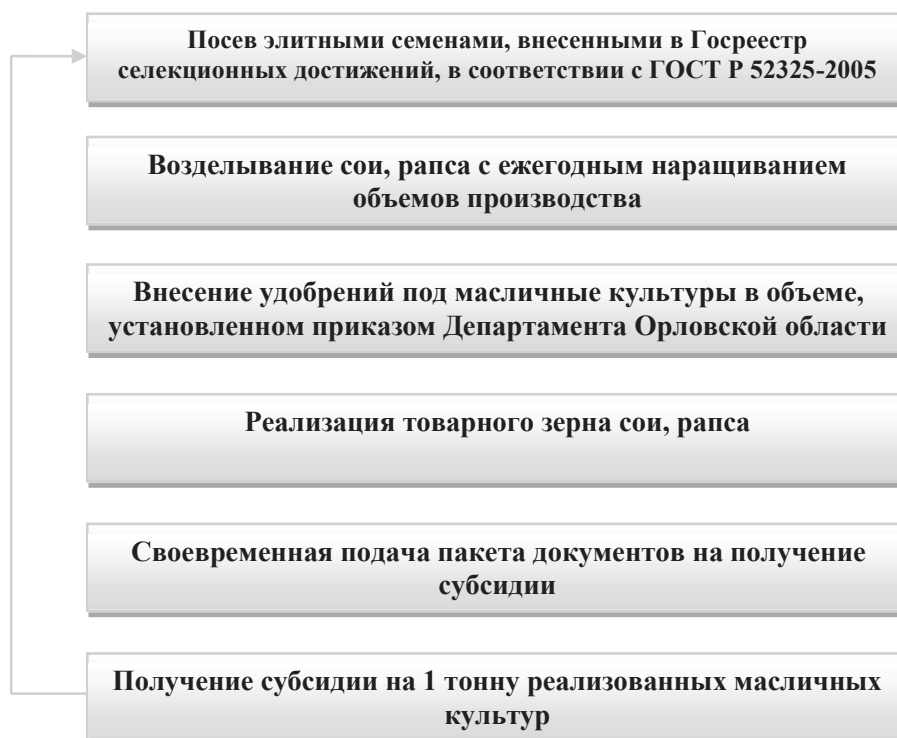 Посев элитными семенами, внесенными в Госреестр
селекционных достижений, в соответствии с ГОСТ Р 52325-2005
Возделывание сои, рапса с ежегодным наращиванием
объемов производства
Внесение удобрений под масличные культуры в объеме,
установленном приказом Департамента Орловской области
Реализация товарного зерна сои, рапса
Своевременная подача пакета документов на получение
субсидии
Получение субсидии на 1 тонну реализованных масличных
культур